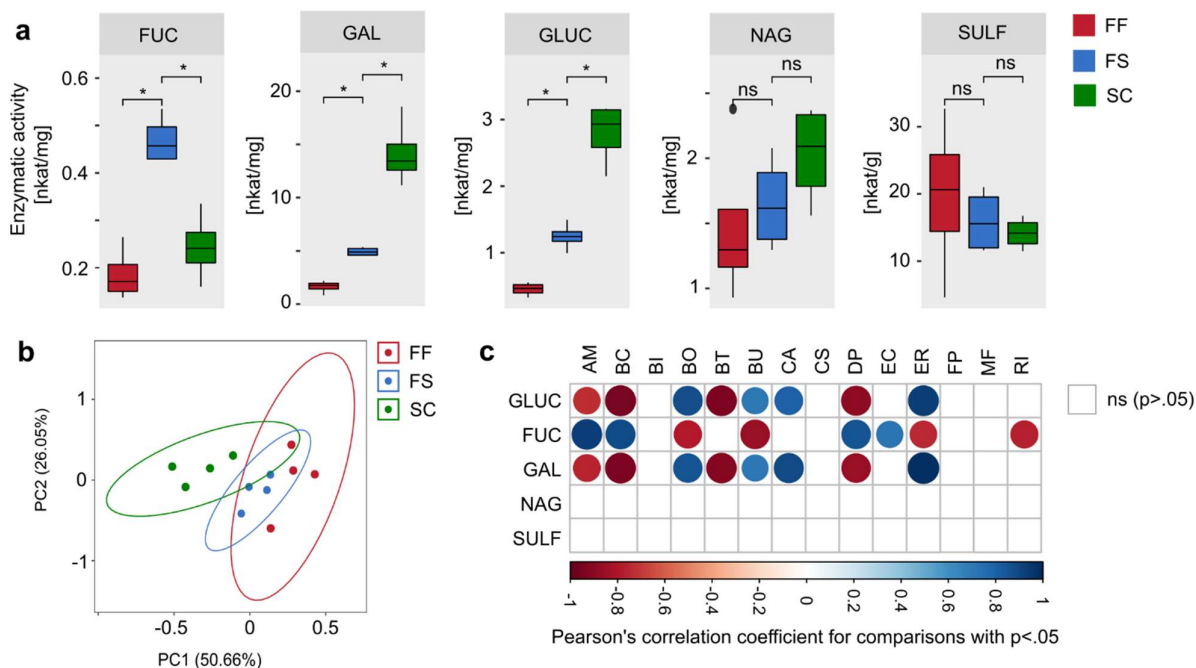 a
FUC
GAL
GLUC
NAG
SULF
FF
FS
SC
Enzymatic activity
[nkat/mg]
0.6
0.4
0.2
*
*
[nkat/mg]
20
10
0
*
*
[nkat/mg]
3
2
1
*
*
[nkat/mg]
2
1
ns
ns
[nkat/g]
30
20
10
ns
ns
b
FF
FS
SC
PC2 (26.05%)
1
0
-1
-0.5
0
0.5
PC1 (50.66%)
c
AM
BC
BI
BO
BT
BU
CA
CS
DP
EC
ER
FP
MF
RI
GLUC
FUC
GAL
NAG
SULF
ns (p>.05)
-1
-0.8
-0.6
-0.4
-0.2
0
0.2
0.4
0.6
0.8
1
Pearson's correlation coefficient for comparisons with p<.05